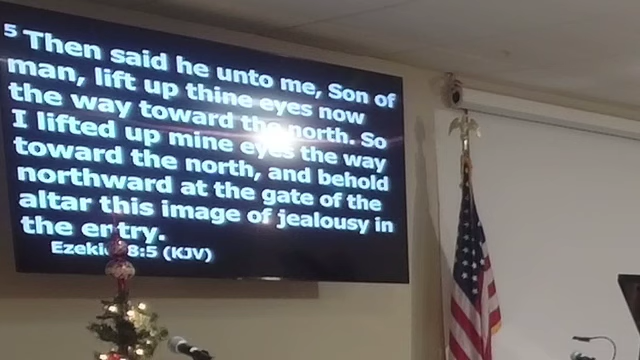 5 Then said he unto me, Son of
man, lift up thine eyes now
the way toward the north. So
I lifted up mine eyes the way
toward the north, and behold
northward at the gate of the
altar this image of jealousy in
the entry.
Ezekiel 8:5 (KJV)